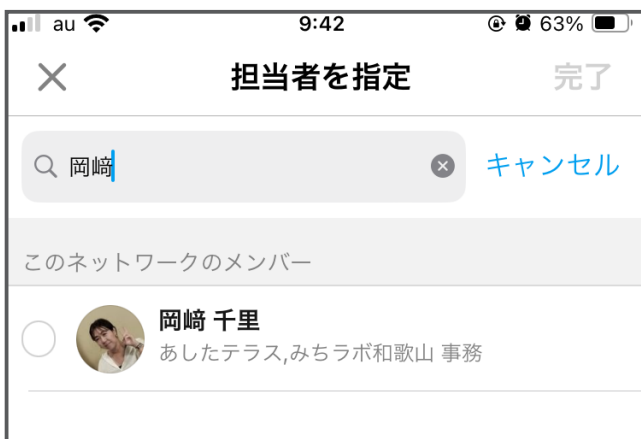 au 9:42 63%
担当者を指定 完了
岡﨑 キャンセル
このネットワークのメンバー
岡﨑 千里
あしたテラス,みちラボ和歌山 事務